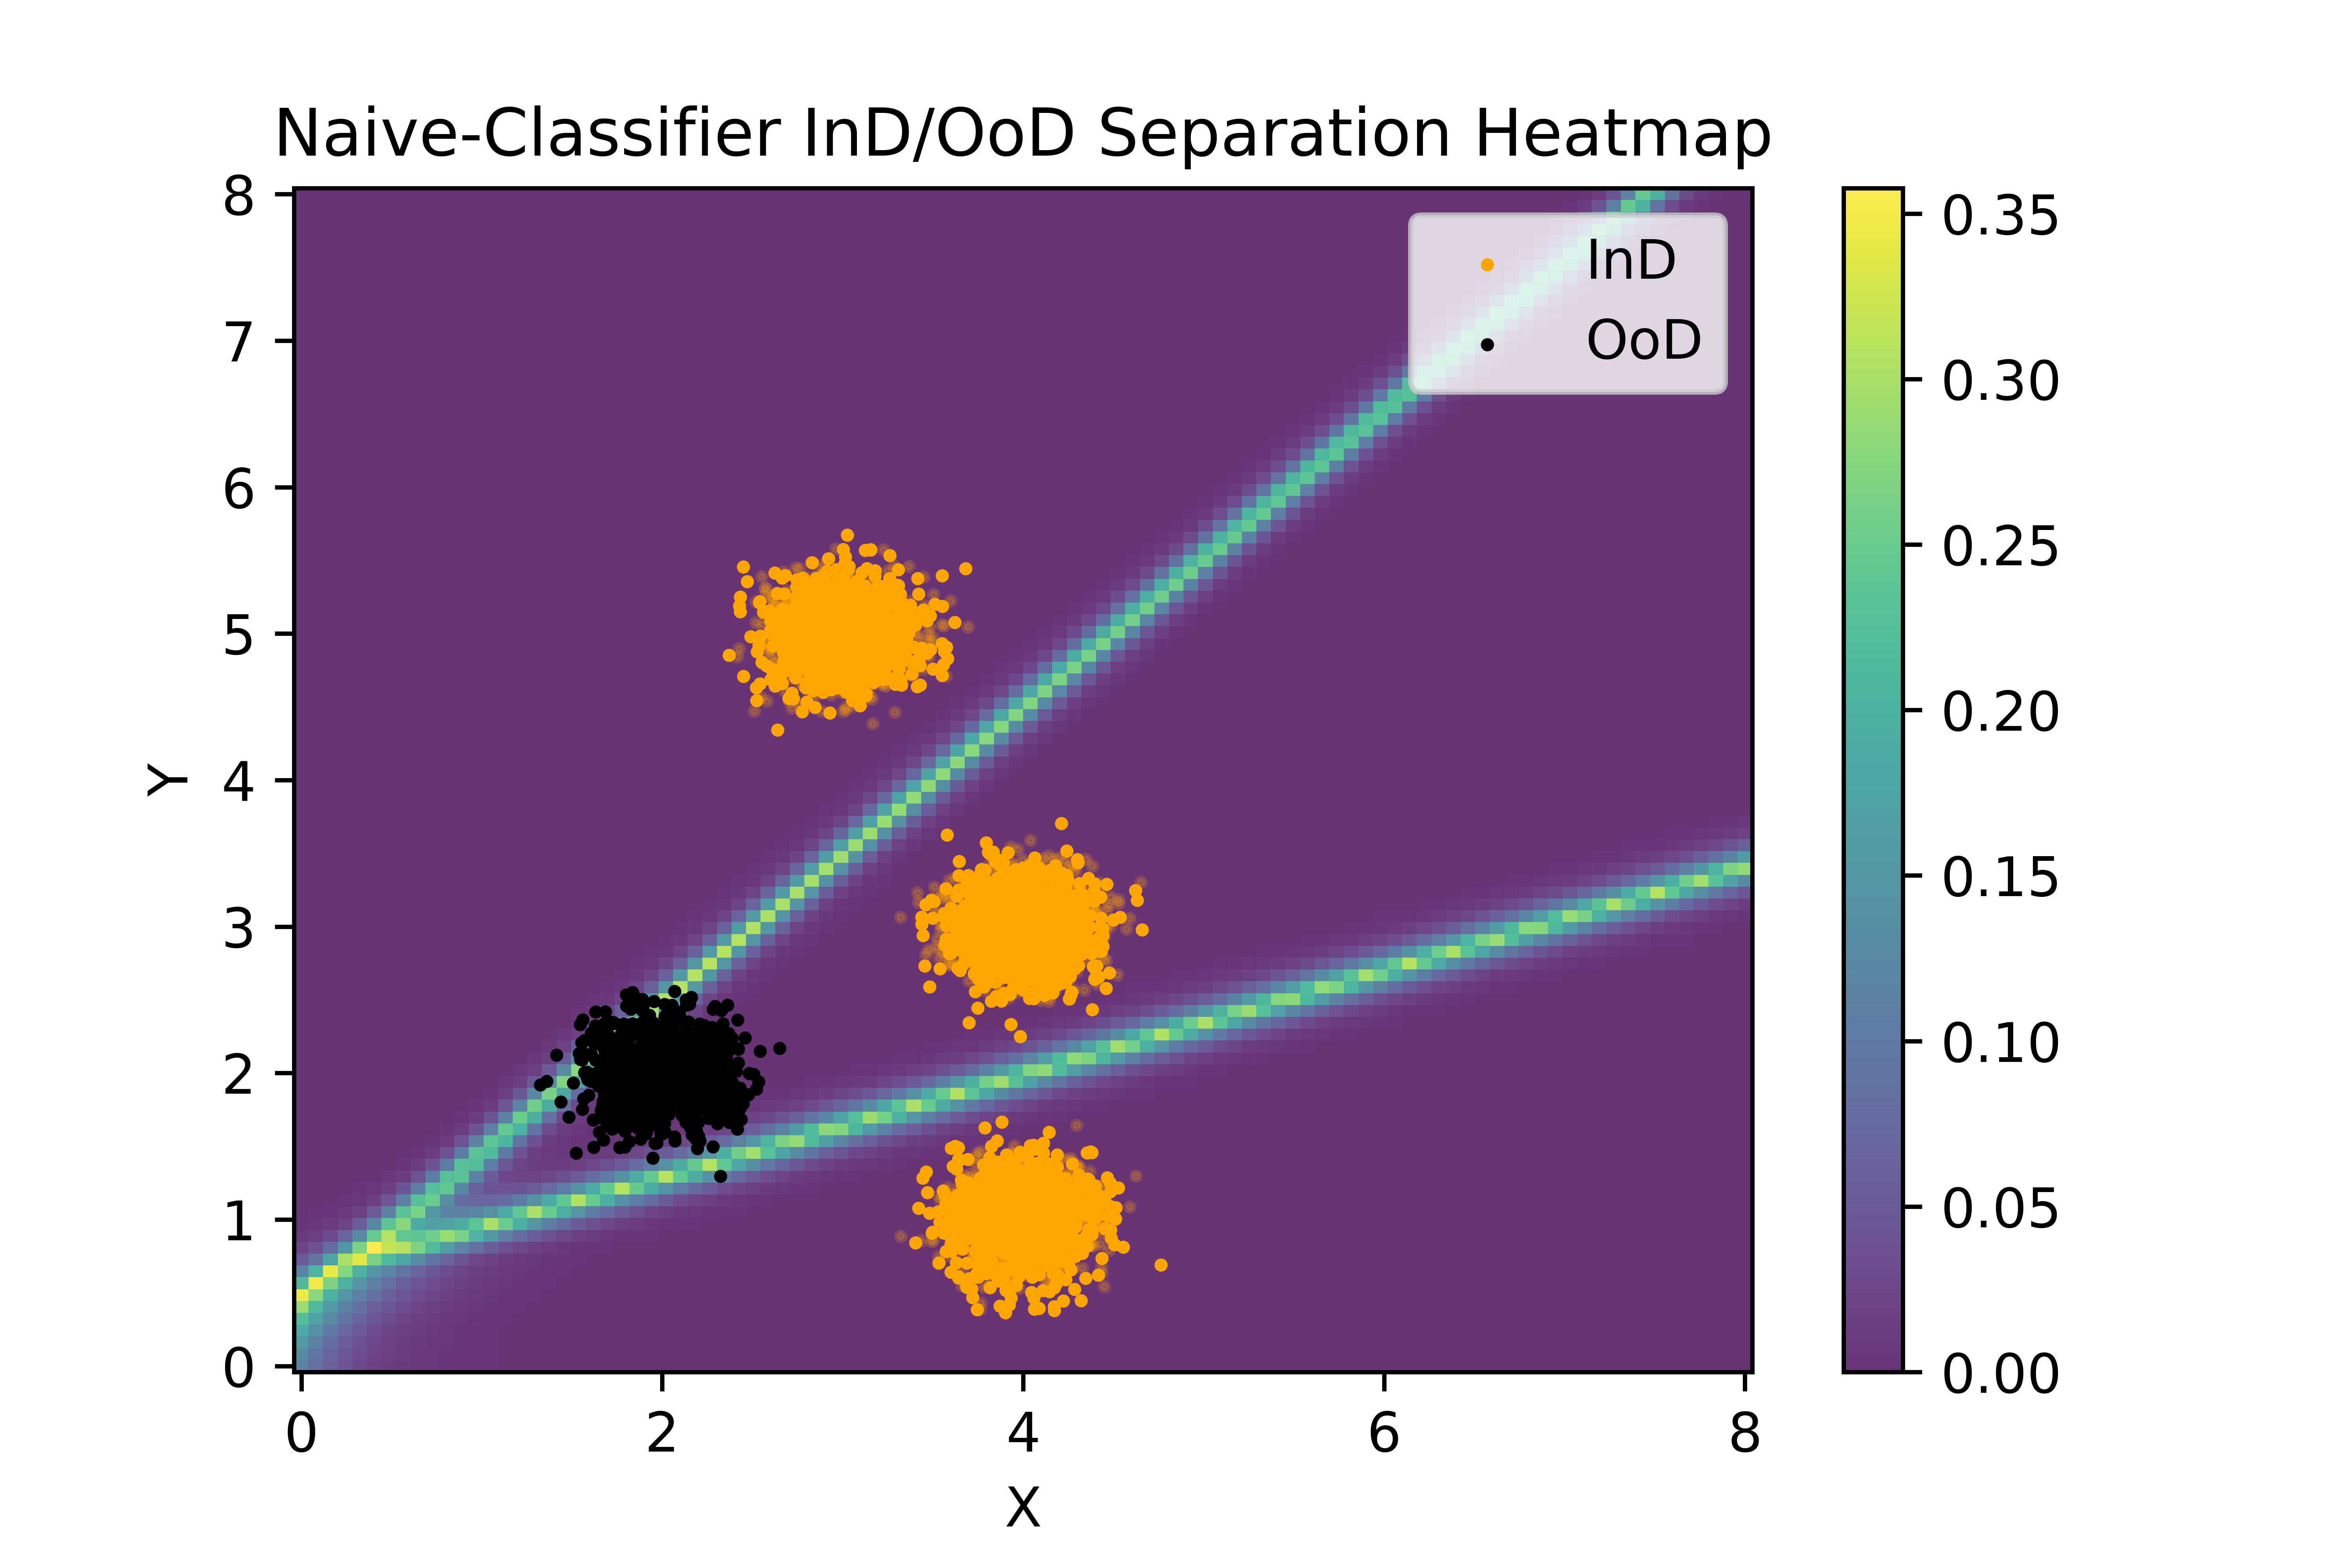 Naive-Classifier InD/OoD Separation Heatmap
8
7
6
5
4
3
2
1
0
Y
0 2 4 6 8
X
InD
OoD
0.35
0.30
0.25
0.20
0.15
0.10
0.05
0.00